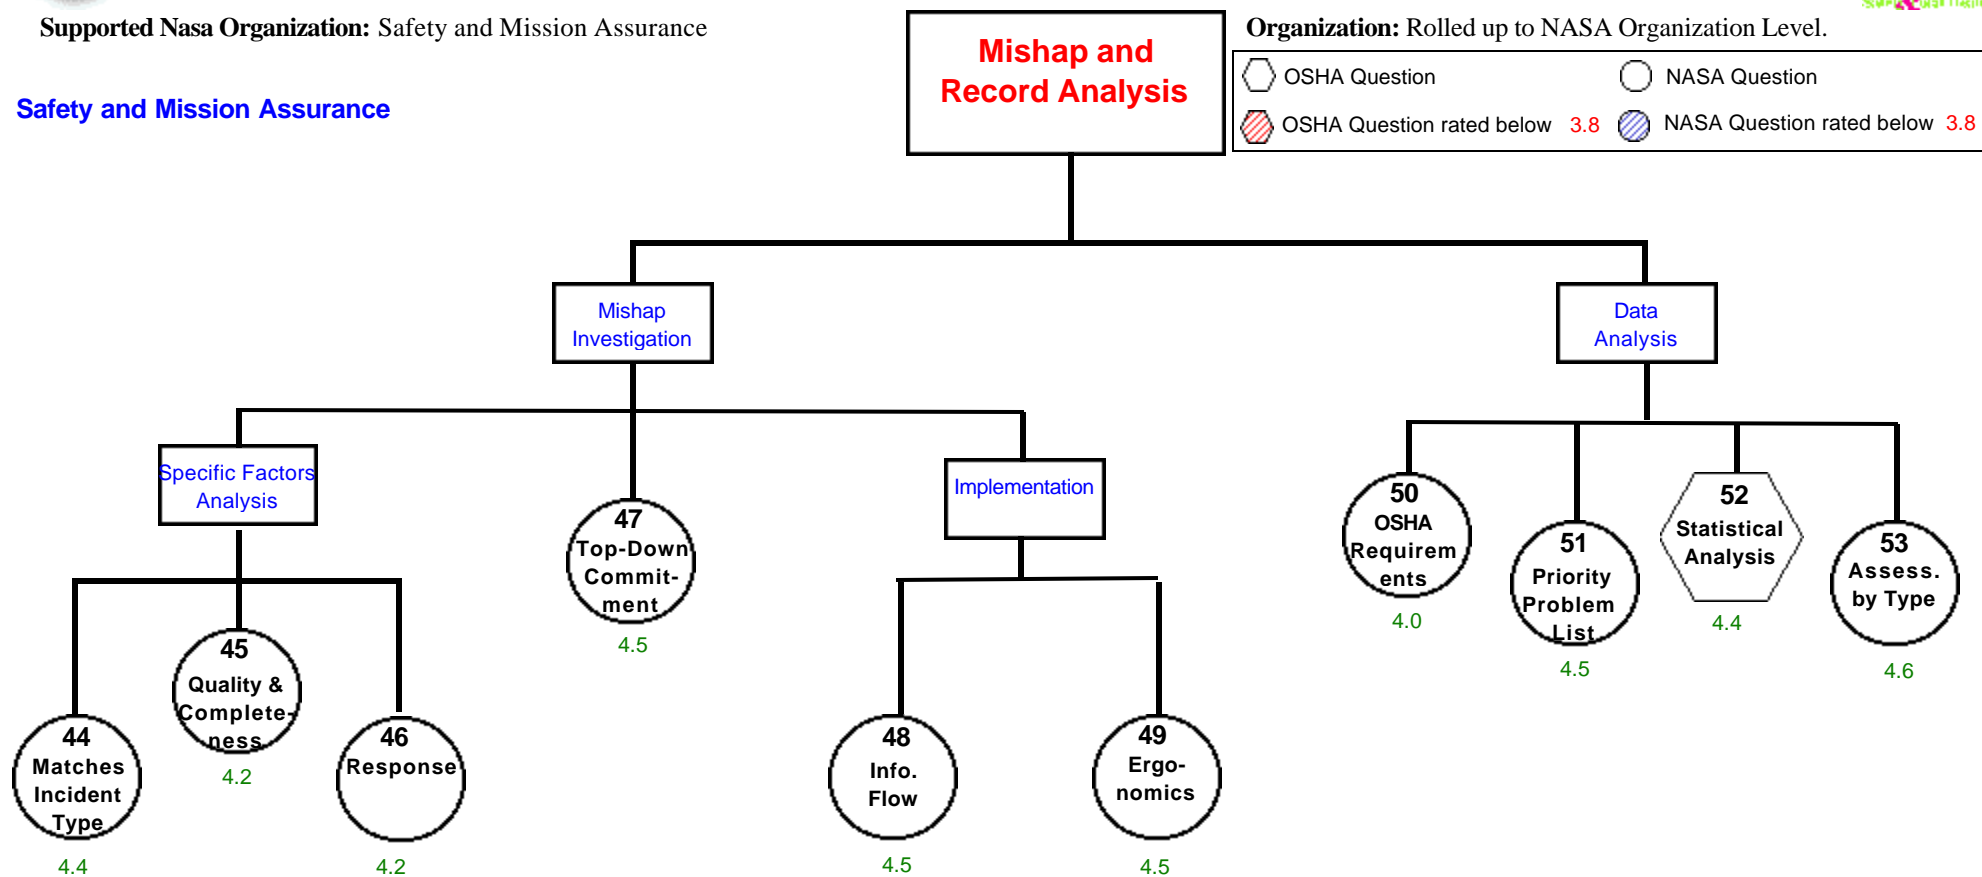 Supported Nasa Organization: Safety and Mission Assurance
Organization: Rolled up to NASA Organization Level.
Mishap and
Record Analysis
OSHA Question
NASA Question
OSHA Question rated below 3.8
NASA Question rated below 3.8
Safety and Mission Assurance
Mishap
Investigation
Data
Analysis
Specific Factors
Analysis
47
Top-Down
Commit-
ment
4.5
Implementation
50
OSHA
Requirem
ents
4.0
51
Priority
Problem
List
4.5
52
Statistical
Analysis
4.4
53
Assess.
by Type
4.6
44
Matches
Incident
Type
4.4
45
Quality &
Complete-
ness
4.2
46
Response
4.2
48
Info.
Flow
4.5
49
Ergo-
nomics
4.5